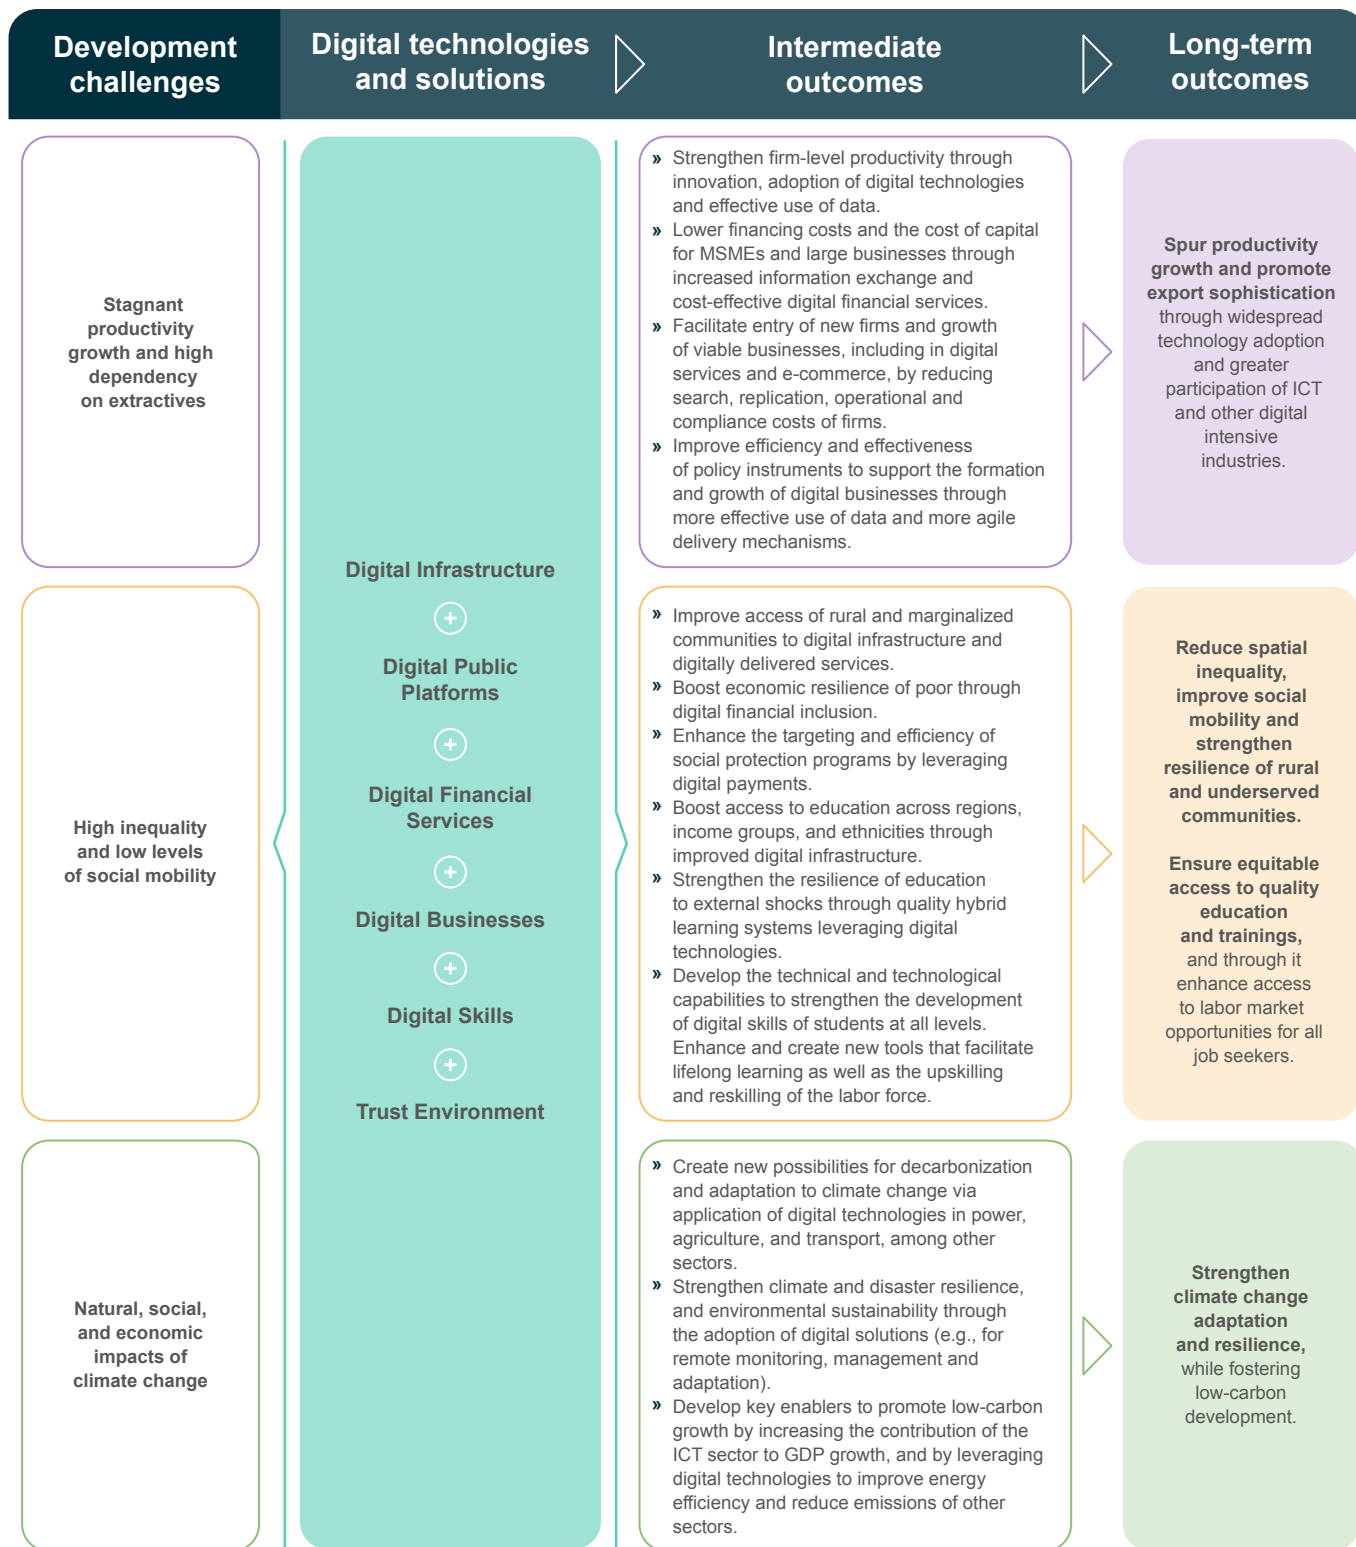 Development
challenges
Digital technologies
and solutions
Intermediate
outcomes
Long-term
outcomes
Stagnant
productivity
growth and high
dependency
on extractives
High inequality
and low levels
of social mobility
Natural, social,
and economic
impacts of
climate change
Digital Infrastructure
+
Digital Public
Platforms
+
Digital Financial
Services
+
Digital Businesses
+
Digital Skills
+
Trust Environment
» Strengthen firm-level productivity through
innovation, adoption of digital technologies
and effective use of data.
» Lower financing costs and the cost of capital
for MSMEs and large businesses through
increased information exchange and
cost-effective digital financial services.
» Facilitate entry of new firms and growth
of viable businesses, including in digital
services and e-commerce, by reducing
search, replication, operational and
compliance costs of firms.
» Improve efficiency and effectiveness
of policy instruments to support the formation
and growth of digital businesses through
more effective use of data and more agile
delivery mechanisms.
» Improve access of rural and marginalized
communities to digital infrastructure and
digitally delivered services.
» Boost economic resilience of poor through
digital financial inclusion.
» Enhance the targeting and efficiency of
social protection programs by leveraging
digital payments.
» Boost access to education across regions,
income groups, and ethnicities through
improved digital infrastructure.
» Strengthen the resilience of education
to external shocks through quality hybrid
learning systems leveraging digital
technologies.
» Develop the technical and technological
capabilities to strengthen the development
of digital skills of students at all levels.
Enhance and create new tools that facilitate
lifelong learning as well as the upskilling
and reskilling of the labor force.
» Create new possibilities for decarbonization
and adaptation to climate change via
application of digital technologies in power,
agriculture, and transport, among other
sectors.
» Strengthen climate and disaster resilience,
and environmental sustainability through
the adoption of digital solutions (e.g., for
remote monitoring, management and
adaptation).
» Develop key enablers to promote low-carbon
growth by increasing the contribution of the
ICT sector to GDP growth, and by leveraging
digital technologies to improve energy
efficiency and reduce emissions of other
sectors.
Spur productivity
growth and promote
export sophistication
through widespread
technology adoption
and greater
participation of ICT
and other digital
intensive
industries.
Reduce spatial
inequality,
improve social
mobility and
strengthen
resilience of rural
and underserved
communities.
Ensure equitable
access to quality
education
and trainings,
and through it
enhance access
to labor market
opportunities for all
job seekers.
Strengthen
climate change
adaptation
and resilience,
while fostering
low-carbon
development.